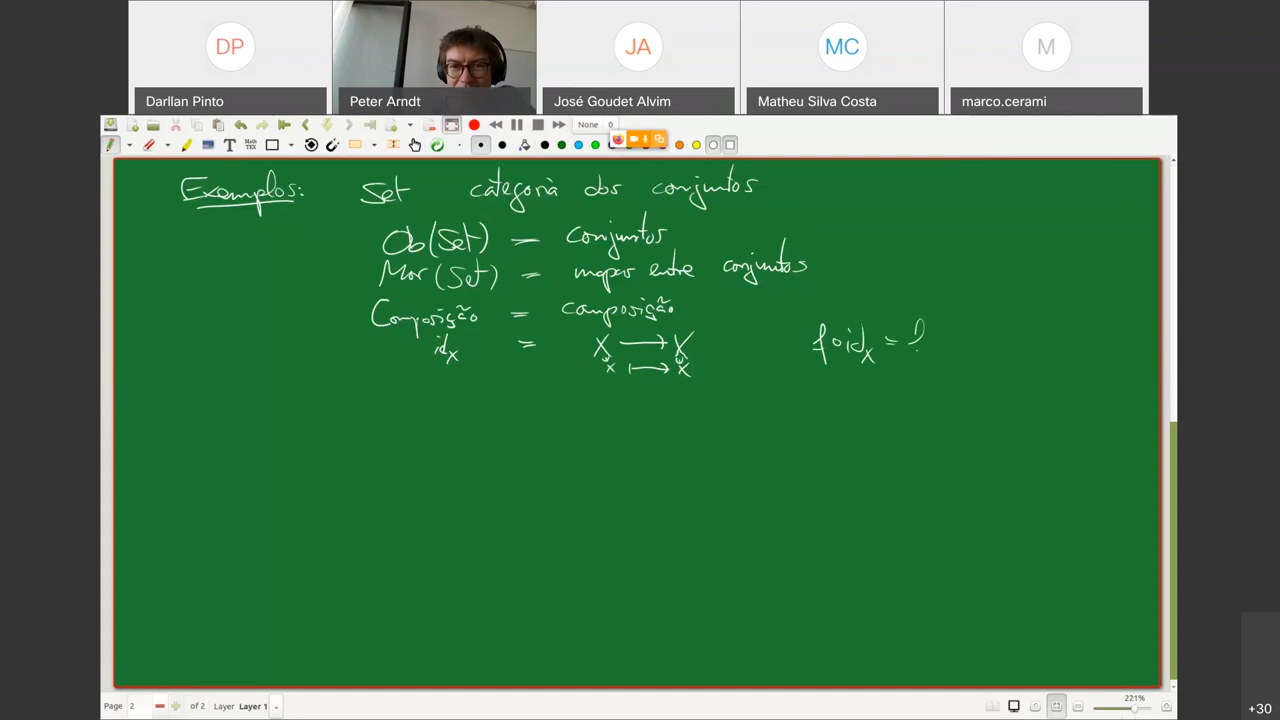 DP
JA
MC
M
Darllan Pinto
Peter Arndt
José Goudet Alvim
Matheu Silva Costa
marco.cerami
None 0
T Math TEX
Exemplos: Set categoria dos conjuntos
Ob(Set) = conjuntos
Mor(Set) = mapas entre conjuntos
Composição = composição
id_X = X → X f∘id_X = ?
x ↦ x
Page 2 of 2 Layer Layer 1
221%
+30